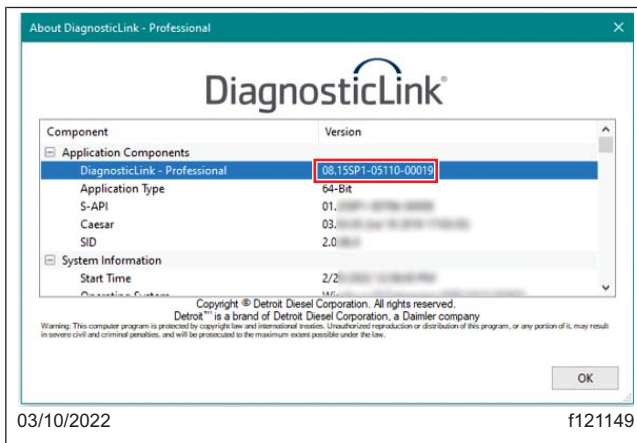 About DiagnosticLink - Professional
DiagnosticLink®
Component Version
Application Components
DiagnosticLink - Professional 08.15SP1-05110-00019
Application Type 64-Bit
S-API 01.
Caesar 03.
SID 2.0
System Information
Start Time 2/2
Copyright © Detroit Diesel Corporation. All rights reserved.
Detroit™ is a brand of Detroit Diesel Corporation, a Daimler company
Warning: This computer program is protected by copyright law and international treaties. Unauthorized reproduction or distribution of this program, or any portion of it, may result
in severe civil and criminal penalties, and will be prosecuted to the maximum extent possible under the law.
OK
03/10/2022 f121149